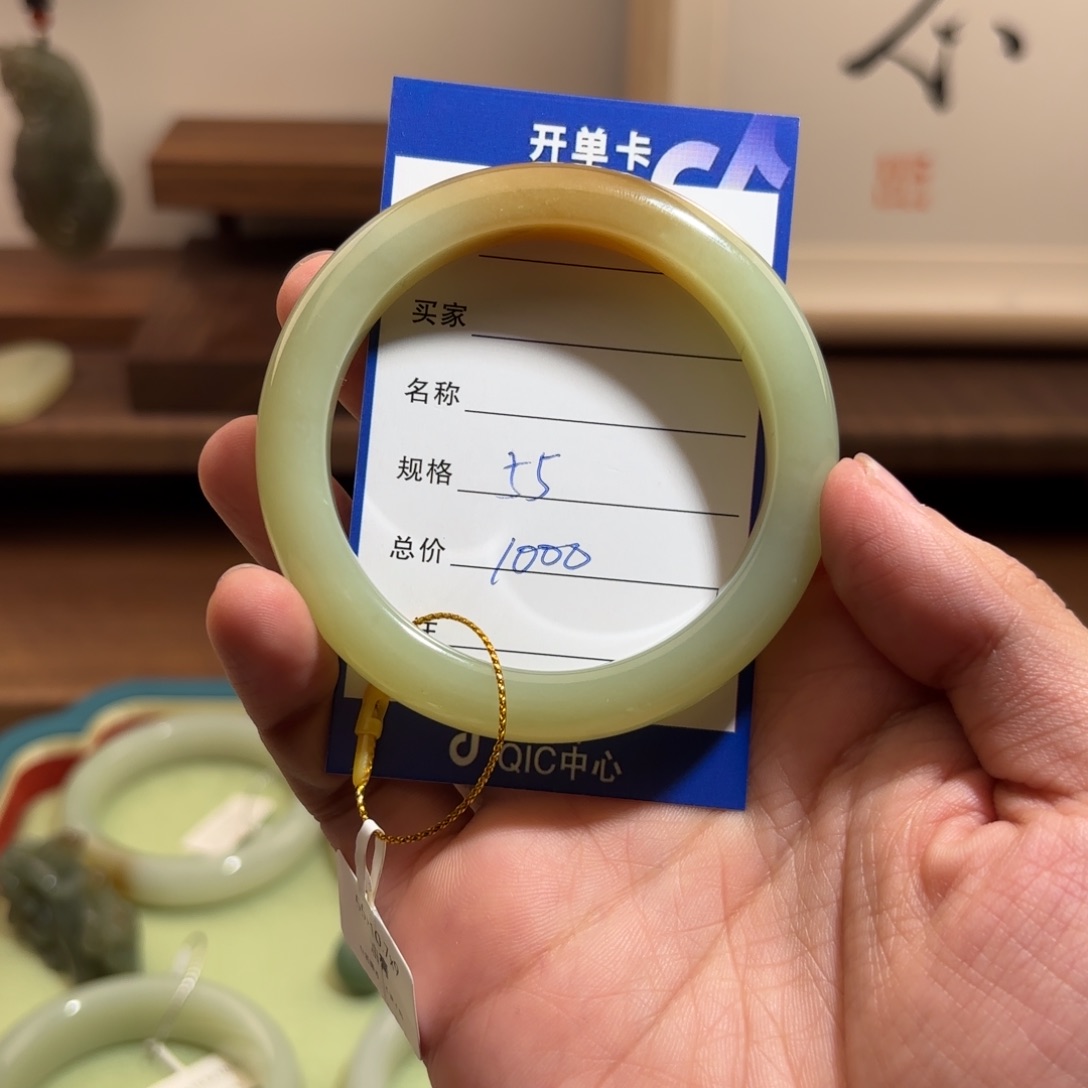 开单卡
买家
名称
规格 55
总价 1000
QIC中心